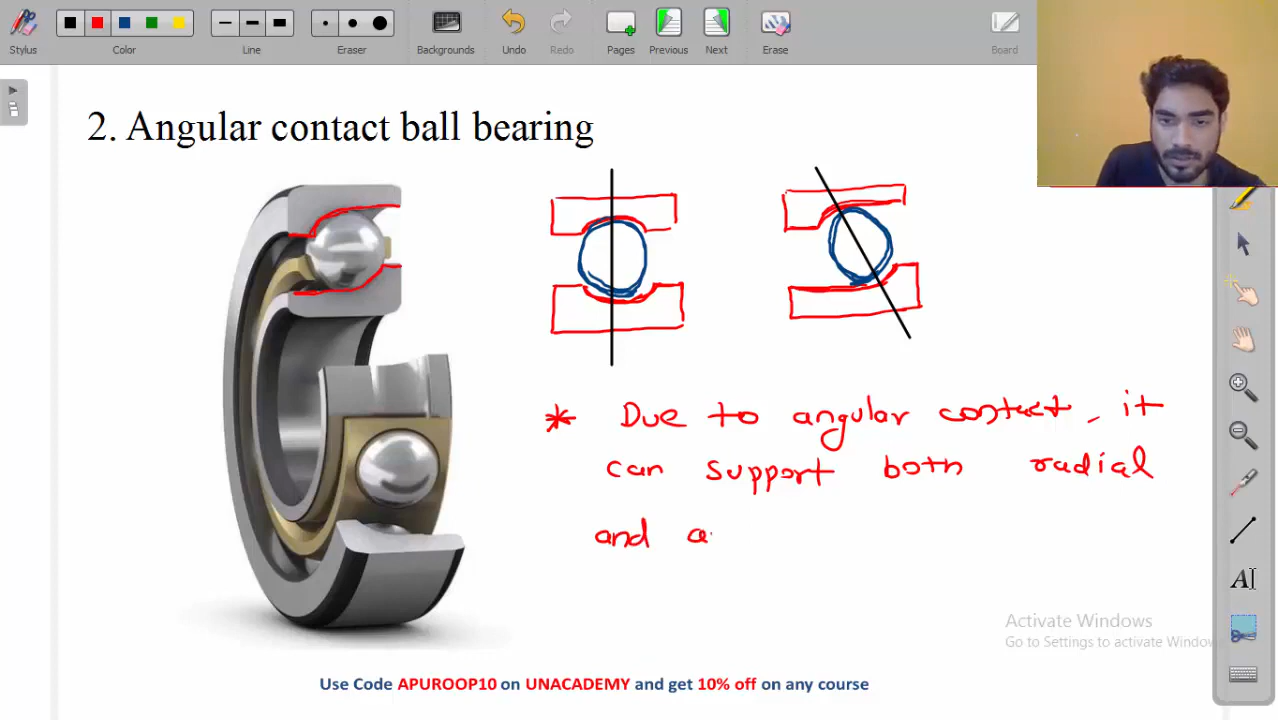 Stylus
Color
Line
Eraser
Backgrounds
Undo
Redo
Pages
Previous
Next
Erase
Board
2. Angular contact ball bearing
* Due to angular contact, it
can support both radial
and a
Activate Windows
Go to Settings to activate Windows
Use Code APUROOP10 on UNACADEMY and get 10% off on any course